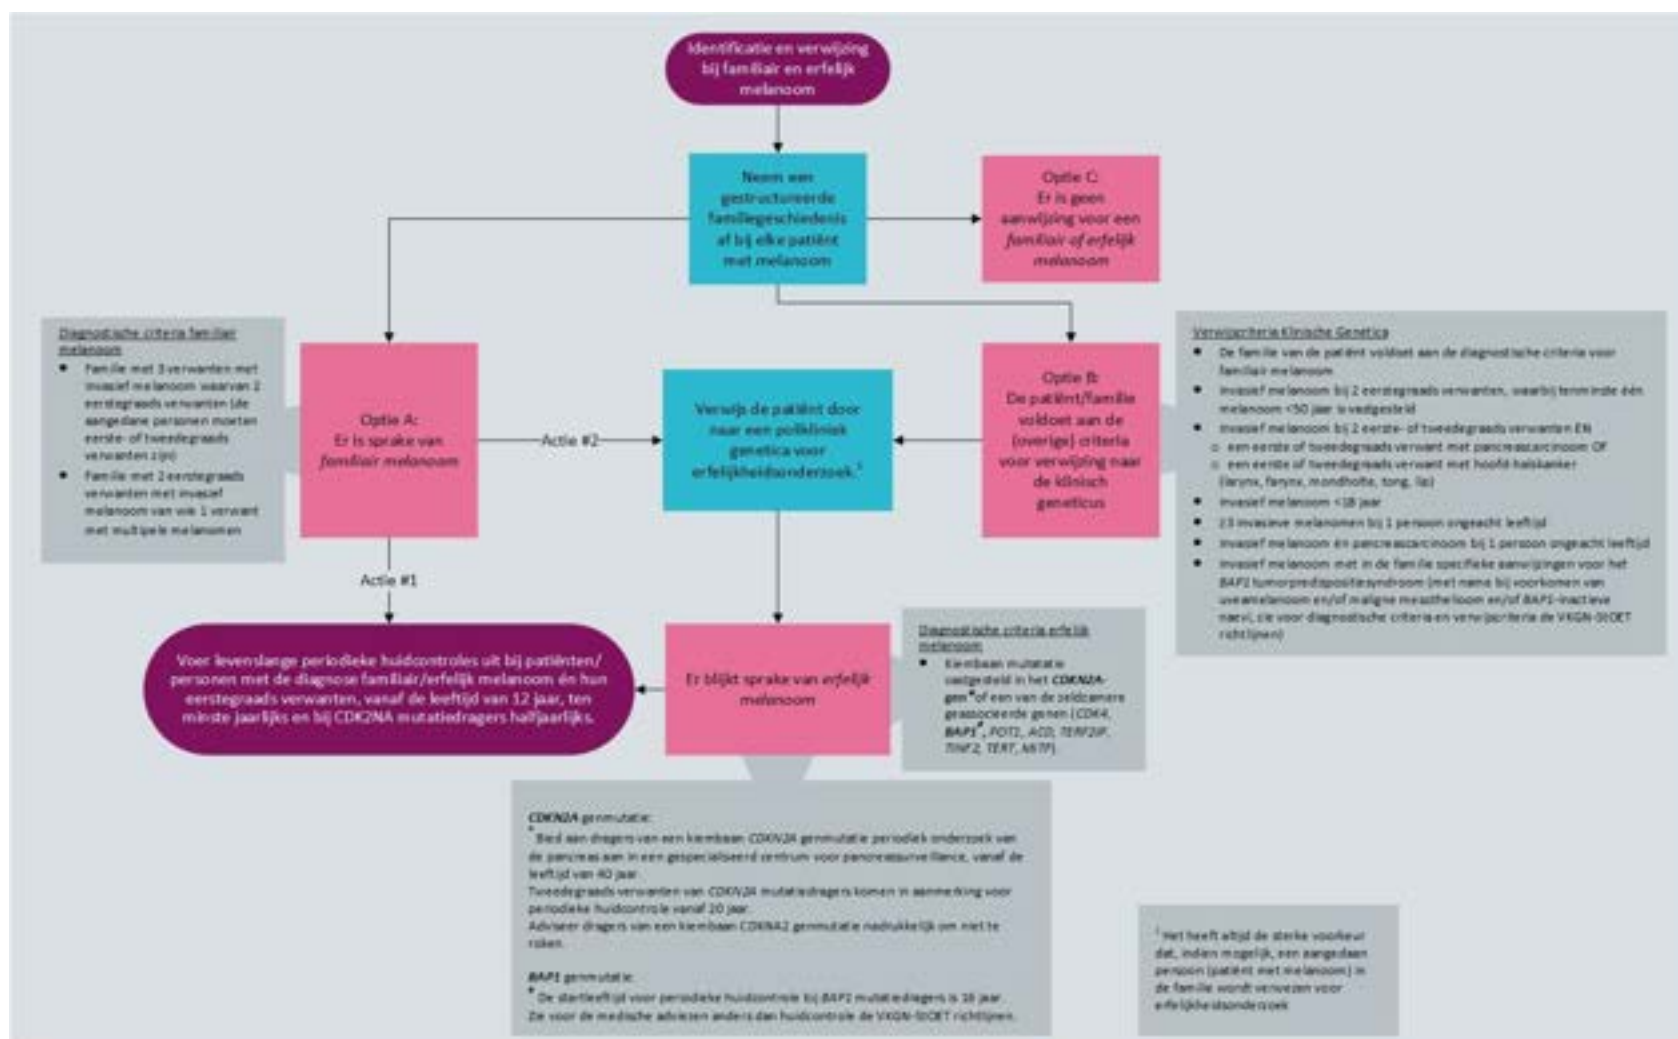 Identificatie en verwijzing
bij familiair en erfelijk
melanoom
Neem een
gestructureerde
familiegeschiedenis
af bij elke patiënt
met melanoom
Optie C:
Er is geen
aanwijzing voor een
familiair of erfelijk
melanoom
Diagnostische criteria familiair
melanoom
• Familie met 3 verwanten met
invasief melanoom waarvan 2
eerstegraads verwanten (de
aangedane personen moeten
eerste- of tweedegraads
verwanten zijn)
• Familie met 2 eerstegraads
verwanten met invasief
melanoom van wie 1 verwant
met multipele melanomen
Optie A:
Er is sprake van
familiair melanoom
Actie #2
Verwijs de patiënt door
naar een polikliniek
genetica voor
erfelijkheidsonderzoek.
Optie B:
De patiënt/familie
voldoet aan de
(overige) criteria
voor verwijzing naar
de klinisch
geneticus
Verwijscriteria Klinische Genetica
• De familie van de patiënt voldoet aan de diagnostische criteria voor
familiair melanoom
• Invasief melanoom bij 2 eerstegraads verwanten, waarbij tenminste één
melanoom <50 jaar is vastgesteld
• Invasief melanoom bij 2 eerste- of tweedegraads verwanten EN
o een eerste of tweedegraads verwant met pancreascarcinoom OF
o een eerste of tweedegraads verwant met hoofd halskanker
(larynx, farynx, mondholte, tong, lip)
• Invasief melanoom <18 jaar
• ≥3 invasieve melanomen bij 1 persoon ongeacht leeftijd
• Invasief melanoom én pancreascarcinoom bij 1 persoon ongeacht leeftijd
• Invasief melanoom met in de familie specifieke aanwijzingen voor het
BAP1 tumorpredispositiesyndroom (met name bij voorkomen van
uveamelanoom en/of maligne mesothelioom en/of BAP1-inactieve
naevi, zie voor diagnostische criteria en verwijscriteria de VKGN-StOET
richtlijnen)
Actie #1
Voer levenslange periodieke huidcontroles uit bij patiënten/
personen met de diagnose familiair/erfelijk melanoom én hun
eerstegraads verwanten, vanaf de leeftijd van 12 jaar, ten
minste jaarlijks en bij CDK2NA mutatiedragers halfjaarlijks.
Er blijkt sprake van erfelijk
melanoom
Diagnostische criteria erfelijk
melanoom
• Kiembaan mutatie
vastgesteld in het CDKN2A-
gen* of een van de zeldzamere
geassocieerde genen (CDK4,
BAP1#, POT1, ACD, TERF2IP,
TINF2, TERT, MITF).
CDKN2A genmutatie:
* Bied aan dragers van een kiembaan CDKN2A genmutatie periodiek onderzoek van
de pancreas aan in een gespecialiseerd centrum voor pancreassurveillance, vanaf de
leeftijd van 40 jaar.
Tweedegraads verwanten van CDKN2A mutatiedragers komen in aanmerking voor
periodieke huidcontrole vanaf 20 jaar.
Adviseer dragers van een kiembaan CDKNA2 genmutatie nadrukkelijk om niet te
roken.
BAP1 genmutatie:
# De startleeftijd voor periodieke huidcontrole bij BAP1 mutatiedragers is 16 jaar.
Zie voor de medische adviezen anders dan huidcontrole de VKGN-StOET richtlijnen.
Het heeft altijd de sterke voorkeur
dat, indien mogelijk, een aangedaan
persoon (patiënt met melanoom) in
de familie wordt verwezen voor
erfelijkheidsonderzoek